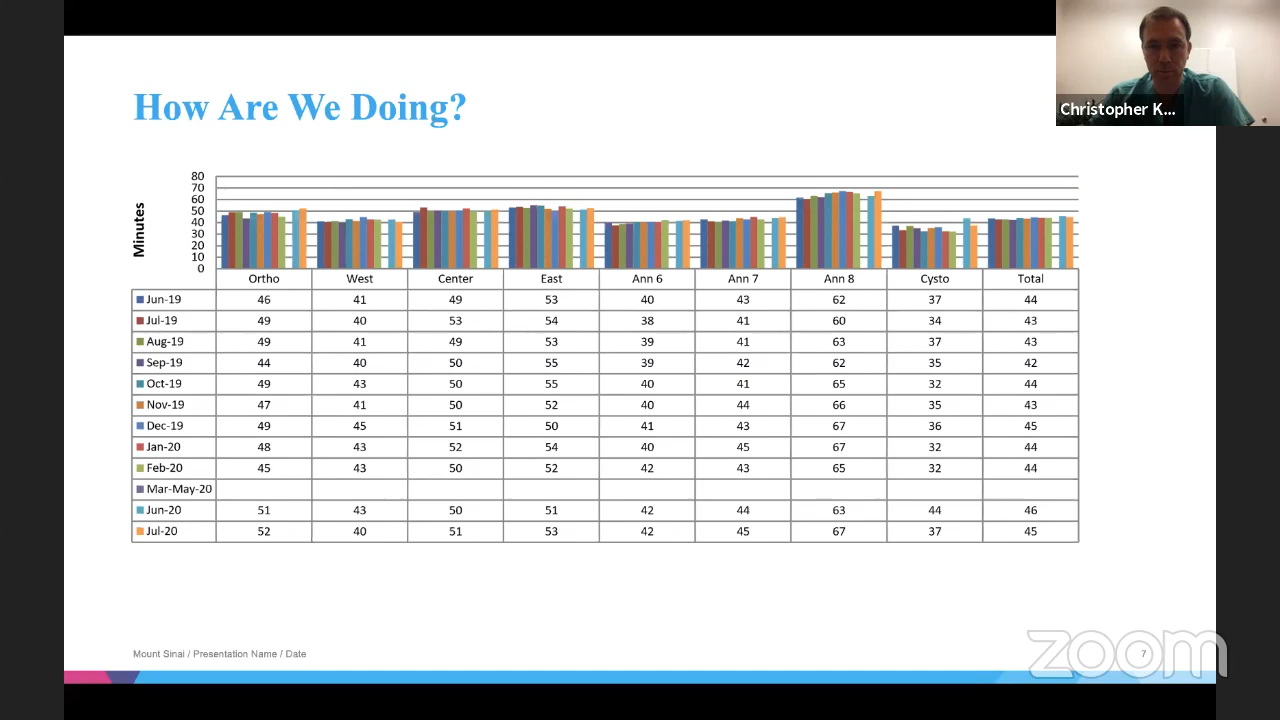 Christopher K...
How Are We Doing?
Minutes
80
70
60
50
40
30
20
10
0
Ortho West Center East Ann 6 Ann 7 Ann 8 Cysto Total
Jun-19 46 41 49 53 40 43 62 37 44
Jul-19 49 40 53 54 38 41 60 34 43
Aug-19 49 41 49 53 39 41 63 37 43
Sep-19 44 40 50 55 39 42 62 35 42
Oct-19 49 43 50 55 40 41 65 32 44
Nov-19 47 41 50 52 40 44 66 35 43
Dec-19 49 45 51 50 41 43 67 36 45
Jan-20 48 43 52 54 40 45 67 32 44
Feb-20 45 43 50 52 42 43 65 32 44
Mar-May-20
Jun-20 51 43 50 51 42 44 63 44 46
Jul-20 52 40 51 53 42 45 67 37 45
Mount Sinai / Presentation Name / Date
7
zoom